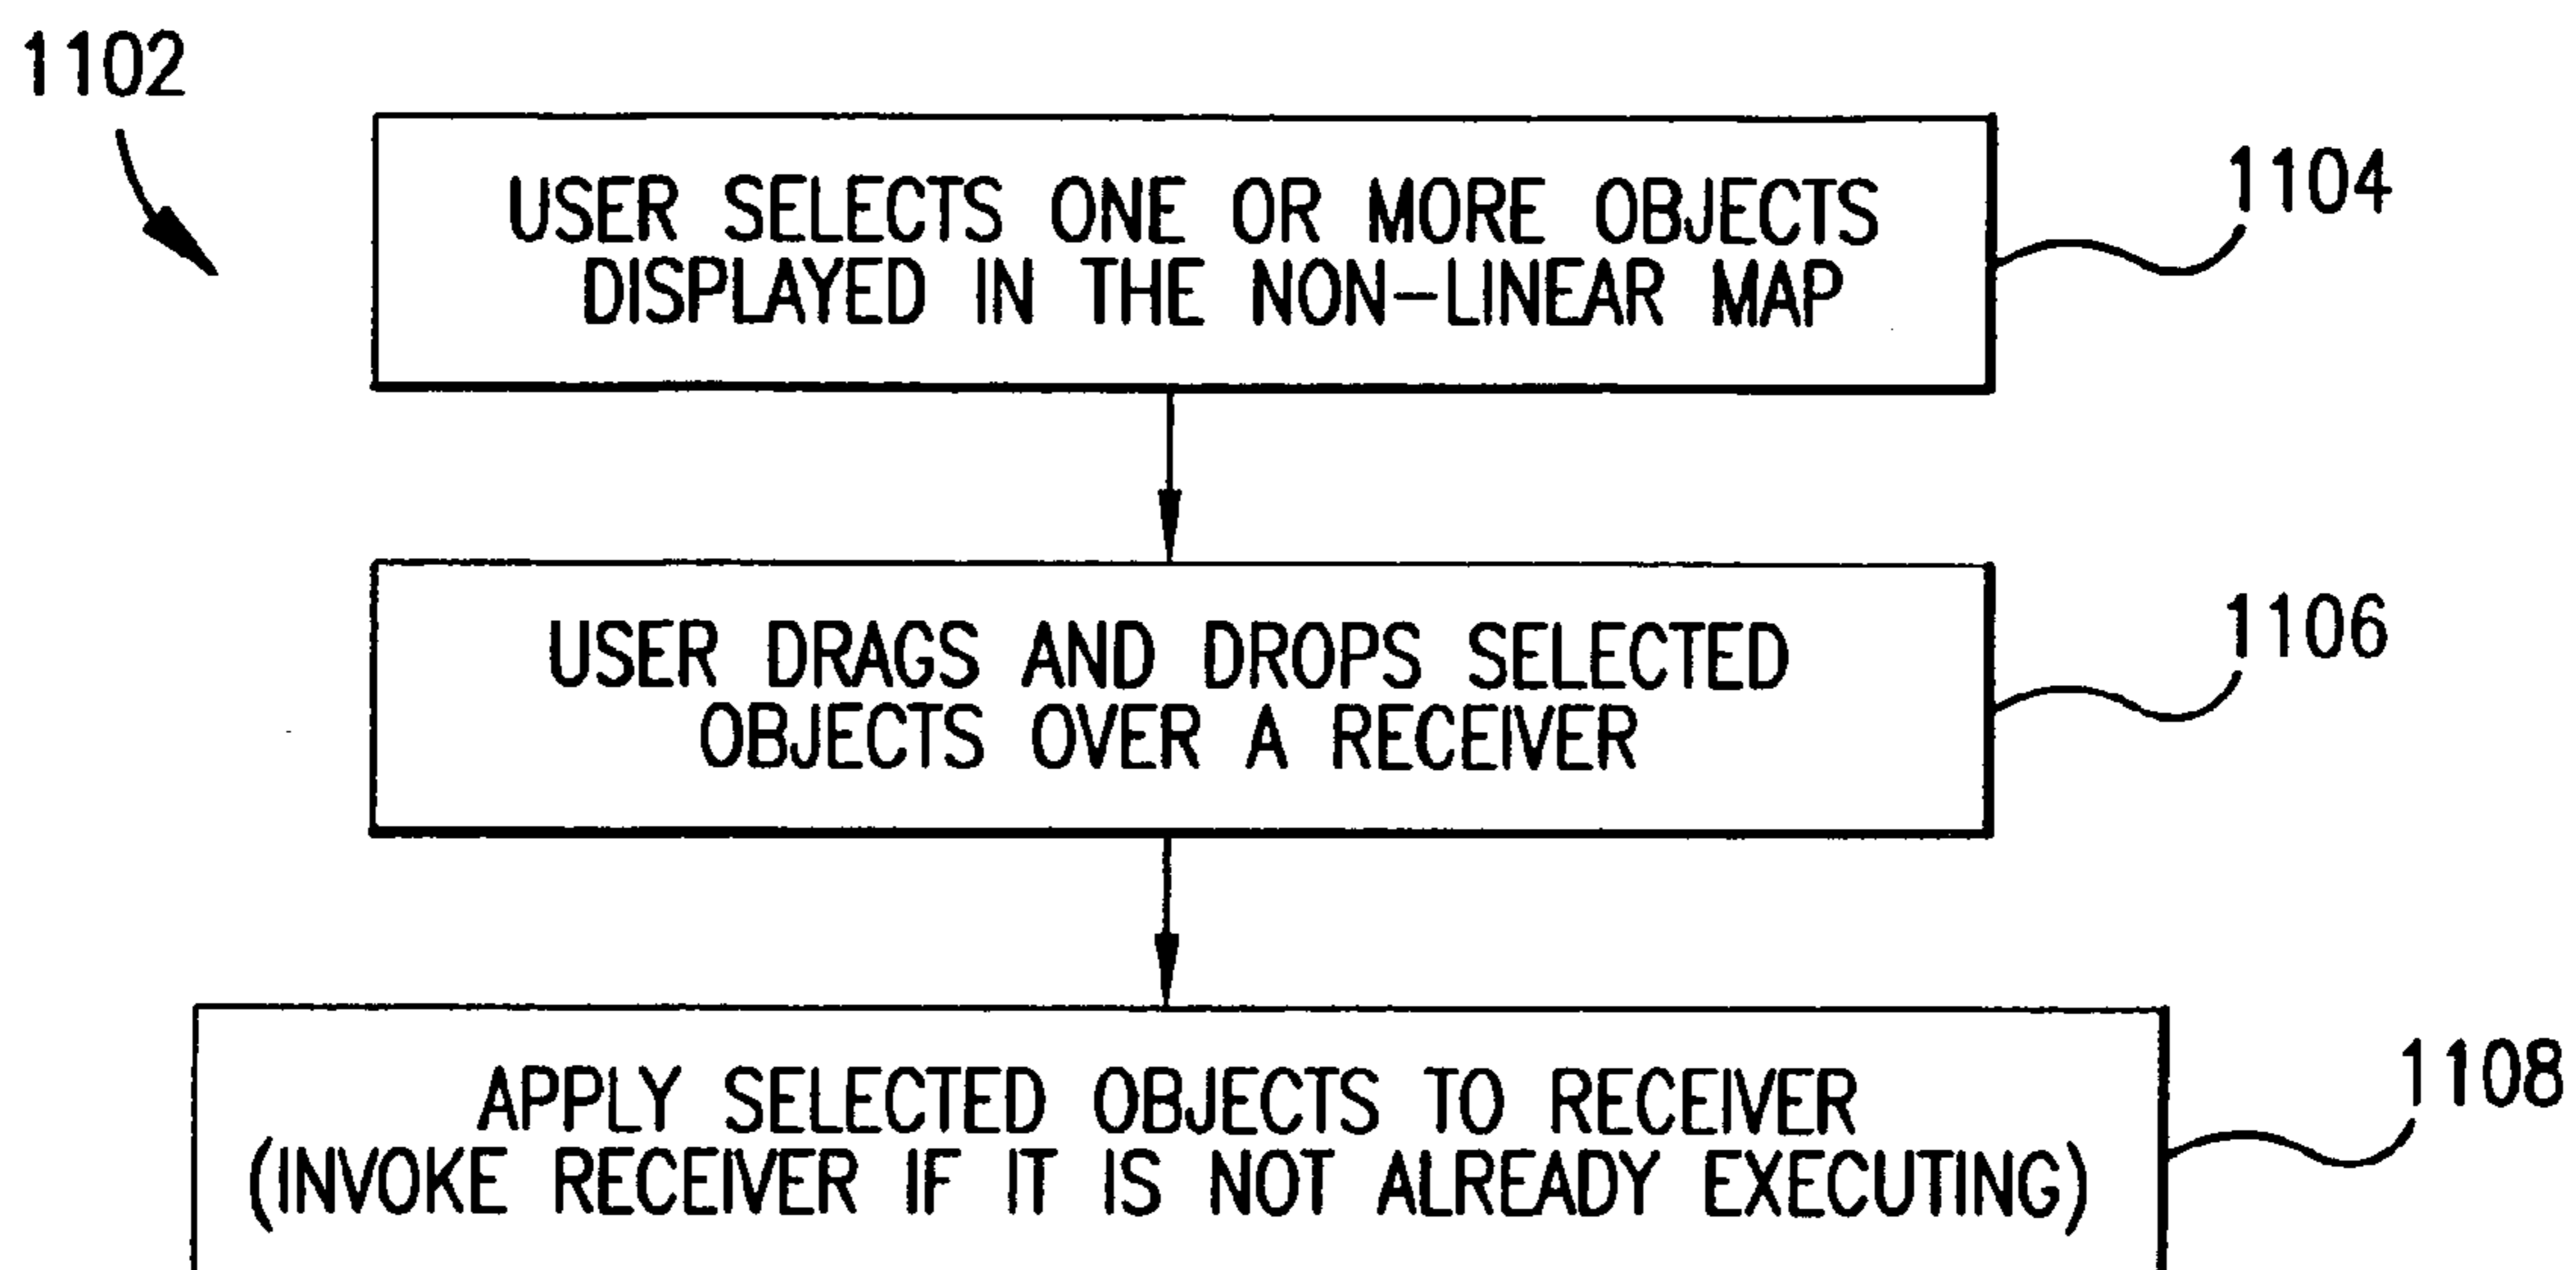 1102
USER SELECTS ONE OR MORE OBJECTS
DISPLAYED IN THE NON-LINEAR MAP
1104
USER DRAGS AND DROPS SELECTED
OBJECTS OVER A RECEIVER
1106
APPLY SELECTED OBJECTS TO RECEIVER
(INVOKE RECEIVER IF IT IS NOT ALREADY EXECUTING)
1108